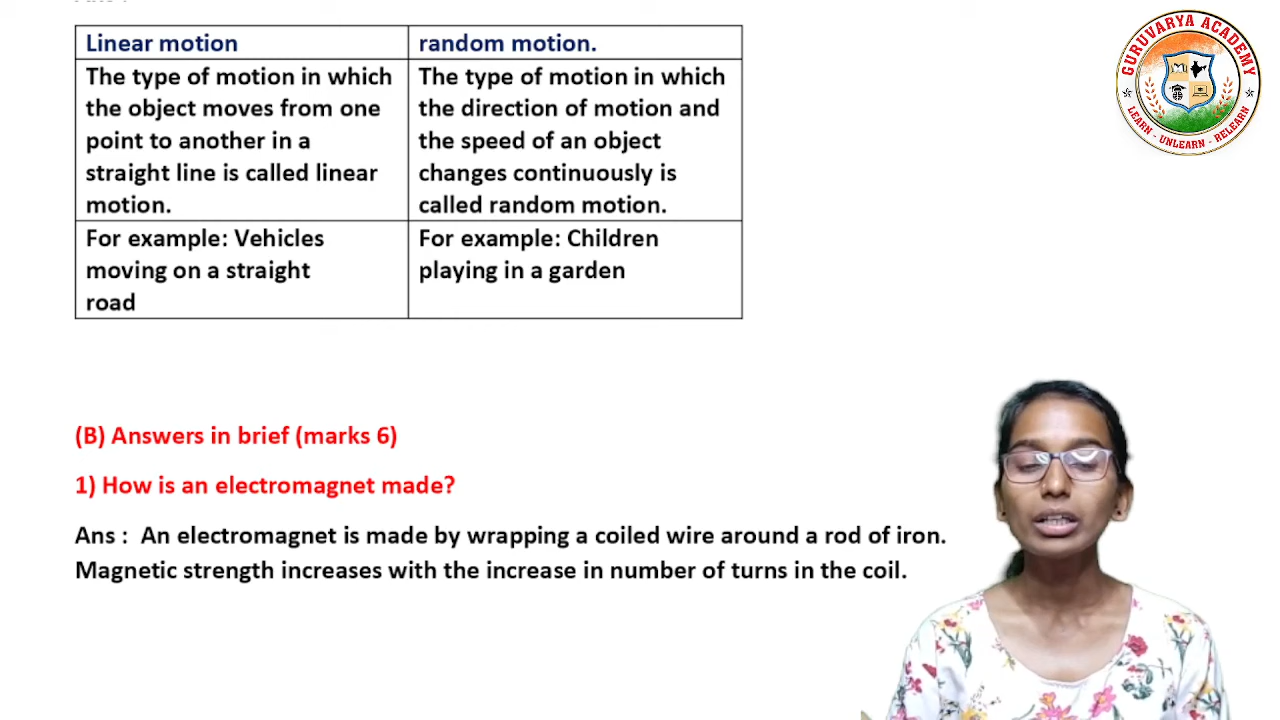 Linear motion
random motion.
The type of motion in which
the object moves from one
point to another in a
straight line is called linear
motion.
The type of motion in which
the direction of motion and
the speed of an object
changes continuously is
called random motion.
For example: Vehicles
moving on a straight
road
For example: Children
playing in a garden
(B) Answers in brief (marks 6)
1) How is an electromagnet made?
Ans : An electromagnet is made by wrapping a coiled wire around a rod of iron.
Magnetic strength increases with the increase in number of turns in the coil.
GURUVARYA ACADEMY
LEARN - UNLEARN - RELEARN